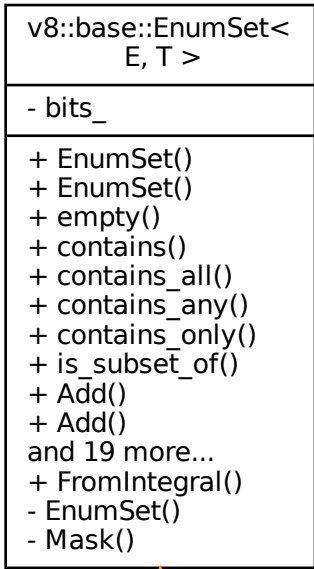 v8::base::EnumSet<
E, T >
- bits_
+ EnumSet()
+ EnumSet()
+ empty()
+ contains()
+ contains_all()
+ contains_any()
+ contains_only()
+ is_subset_of()
+ Add()
+ Add()
and 19 more...
+ FromIntegral()
- EnumSet()
- Mask()